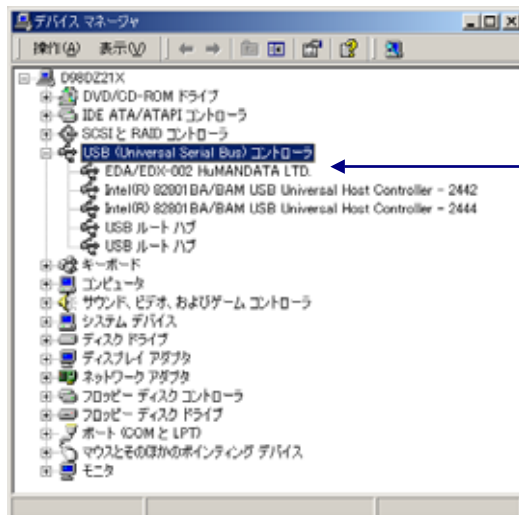 デバイス マネージャ
操作(A) 表示(V)
D980Z21X
DVD/CD-ROM ドライブ
IDE ATA/ATAPI コントローラ
SCSI と RAID コントローラ
USB (Universal Serial Bus) コントローラ
EDA/EDX-002 HuMANDATA LTD.
Intel(R) 82801BA/BAM USB Universal Host Controller - 2442
Intel(R) 82801BA/BAM USB Universal Host Controller - 2444
USB ルート ハブ
USB ルート ハブ
キーボード
コンピュータ
サウンド、ビデオ、およびゲーム コントローラ
システム デバイス
ディスク ドライブ
ディスプレイ アダプタ
ネットワーク アダプタ
フロッピー ディスク コントローラ
フロッピー ディスク ドライブ
ポート (COM と LPT)
マウスとそのほかのポインティング デバイス
モニタ